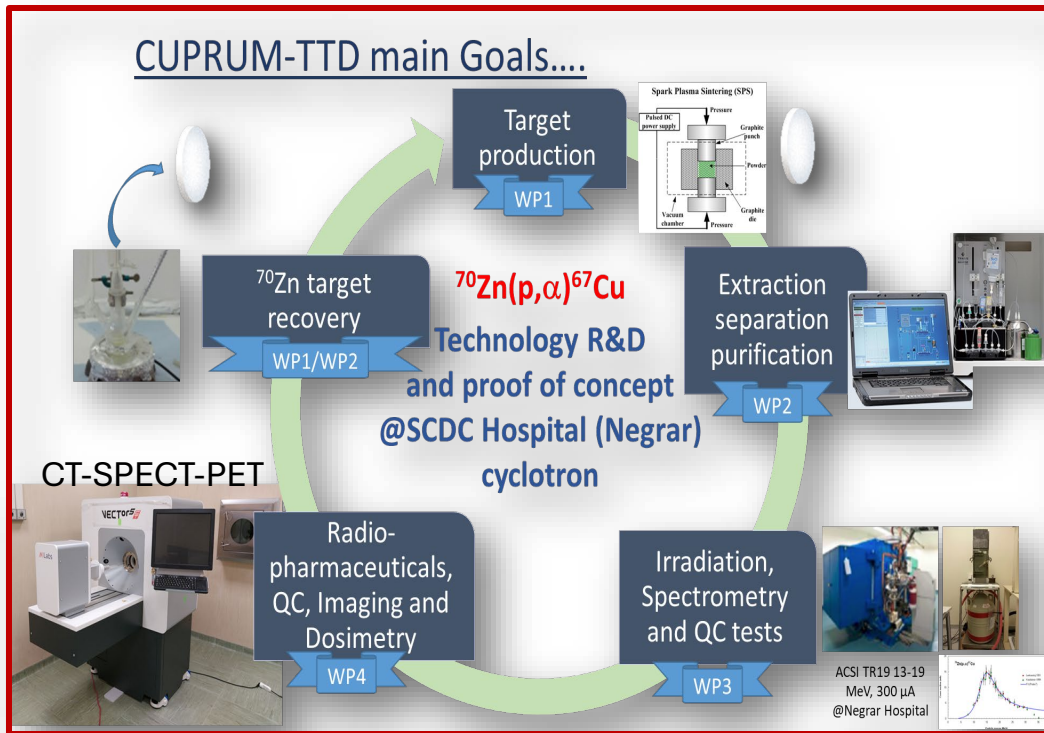 CUPRUM-TTD main Goals....
Target
production
WP1
Spark Plasma Sintering (SPS)
Pressure
Pulsed DC
power supply
Graphite
punch
Powder
Vacuum
chamber
Graphite
die
Pressure
⁷⁰Zn target
recovery
WP1/WP2
⁷⁰Zn(p,α)⁶⁷Cu
Technology R&D
and proof of concept
@SCDC Hospital (Negrar)
cyclotron
Extraction
separation
purification
WP2
CT-SPECT-PET
VECTor
Radio-
pharmaceuticals,
QC, Imaging and
Dosimetry
WP4
Irradiation,
Spectrometry
and QC tests
WP3
ACSI TR19 13-19
MeV, 300 µA
@Negrar Hospital